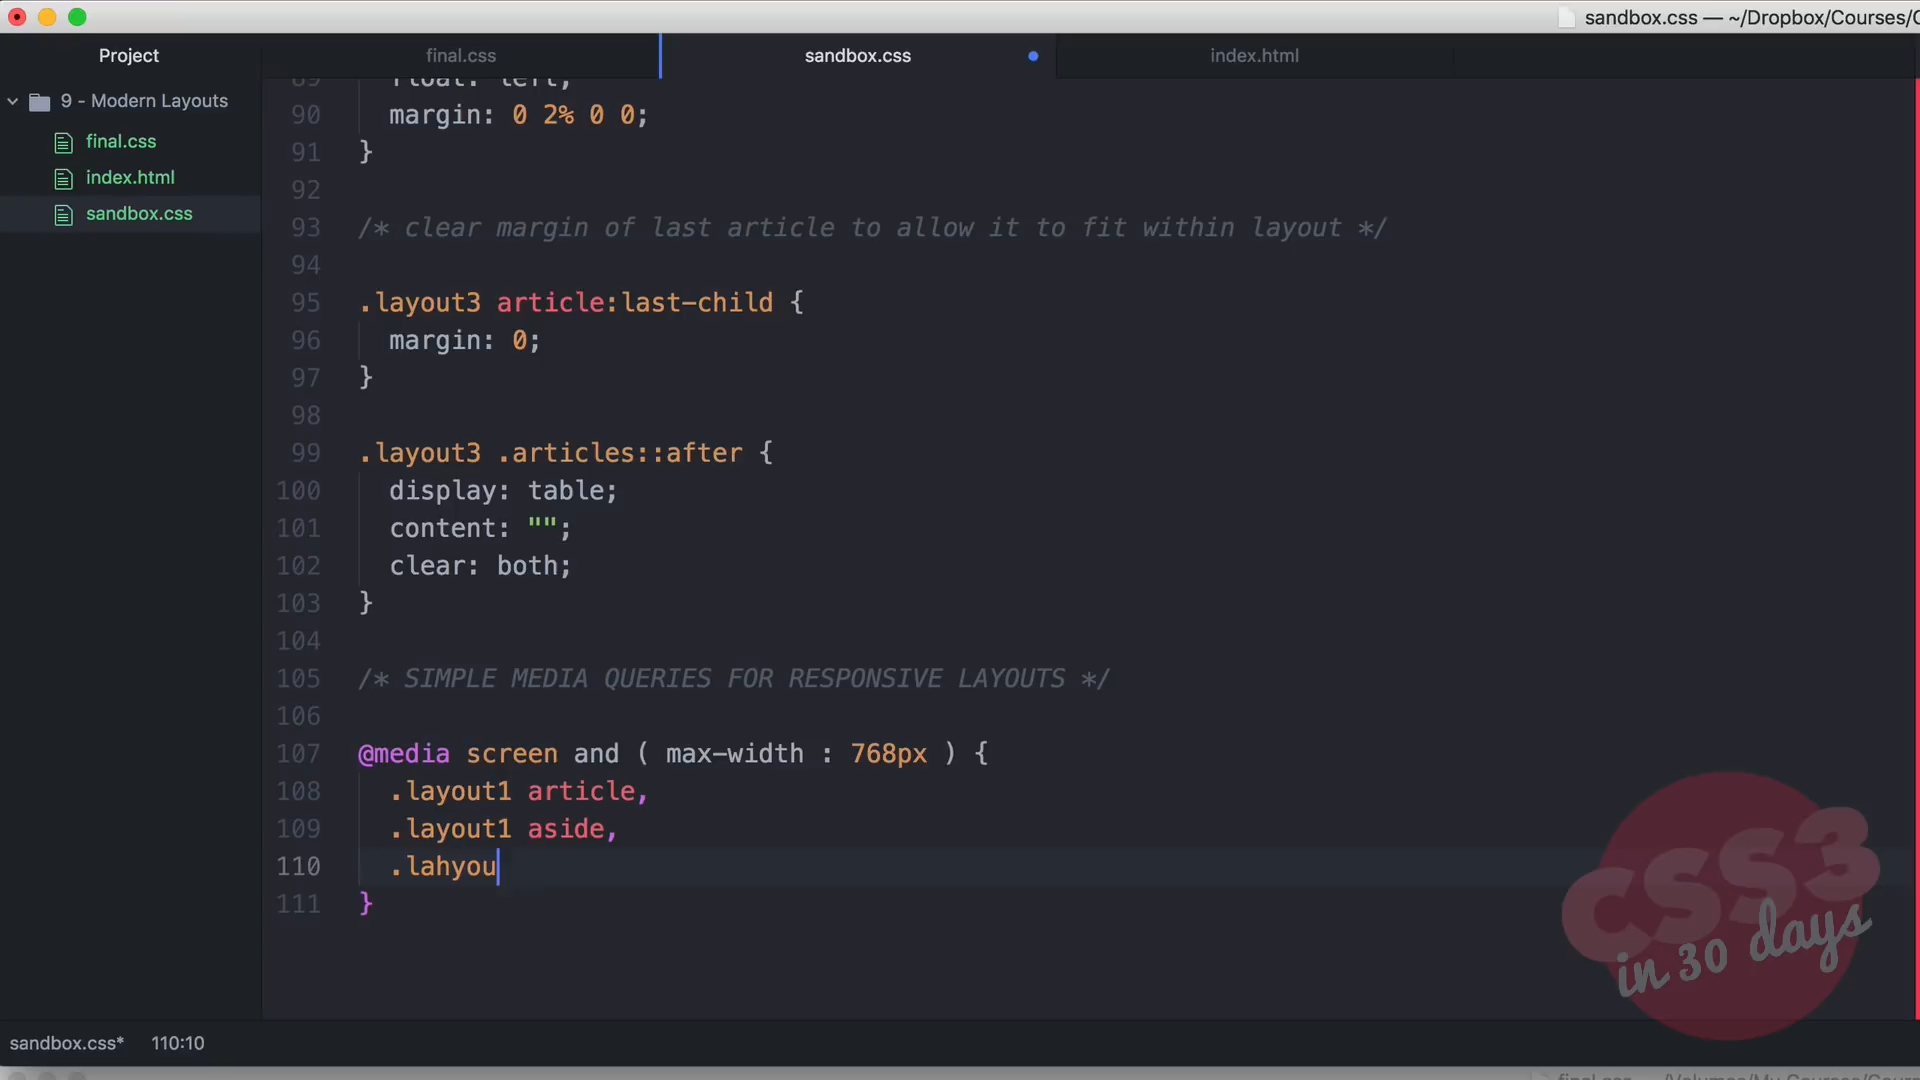 sandbox.css — ~/Dropbox/Courses/C
Project
final.css
sandbox.css
index.html
9 - Modern Layouts
final.css
index.html
sandbox.css
89 float: left;
90 margin: 0 2% 0 0;
91 }
92
93 /* clear margin of last article to allow it to fit within layout */
94
95 .layout3 article:last-child {
96 margin: 0;
97 }
98
99 .layout3 .articles::after {
100 display: table;
101 content: "";
102 clear: both;
103 }
104
105 /* SIMPLE MEDIA QUERIES FOR RESPONSIVE LAYOUTS */
106
107 @media screen and ( max-width : 768px ) {
108 .layout1 article,
109 .layout1 aside,
110 .lahyou
111 }
CSS3
in 30 days
sandbox.css* 110:10